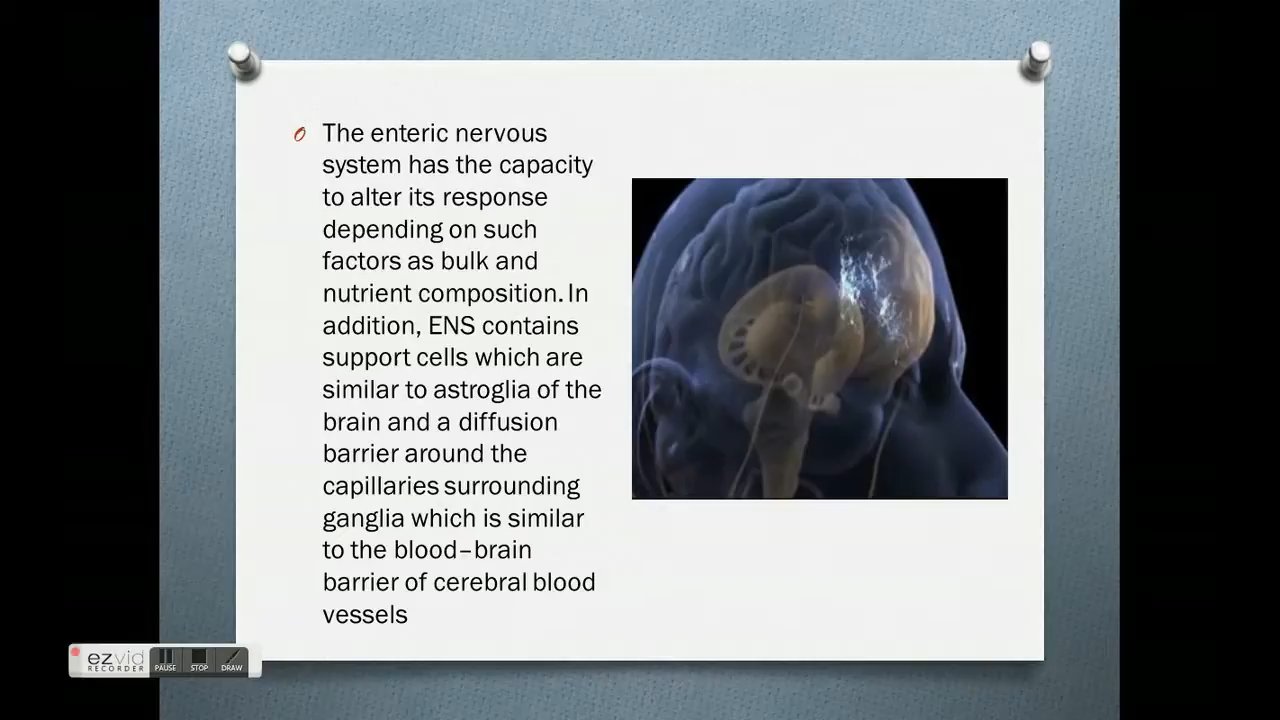 The enteric nervous
system has the capacity
to alter its response
depending on such
factors as bulk and
nutrient composition. In
addition, ENS contains
support cells which are
similar to astroglia of the
brain and a diffusion
barrier around the
capillaries surrounding
ganglia which is similar
to the blood–brain
barrier of cerebral blood
vessels
ezvid
RECORDER
PAUSE
STOP
DRAW